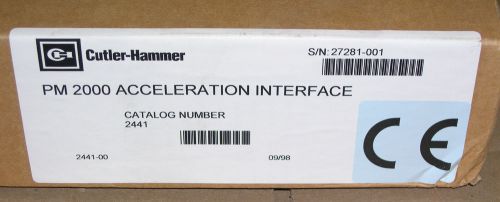 Cutler-Hammer
S/N: 27281-001
PM 2000 ACCELERATION INTERFACE
CATALOG NUMBER
2441
2441-00
09/98
CE